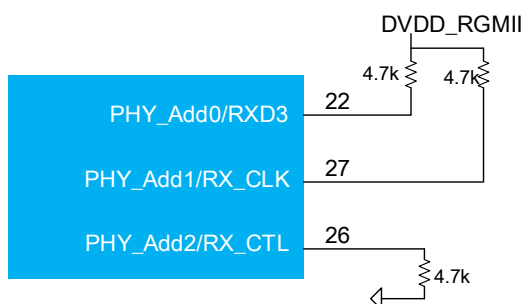 DVDD_RGMII
4.7k 4.7k
PHY_Add0/RXD3 22
PHY_Add1/RX_CLK 27
PHY_Add2/RX_CTL 26
4.7k